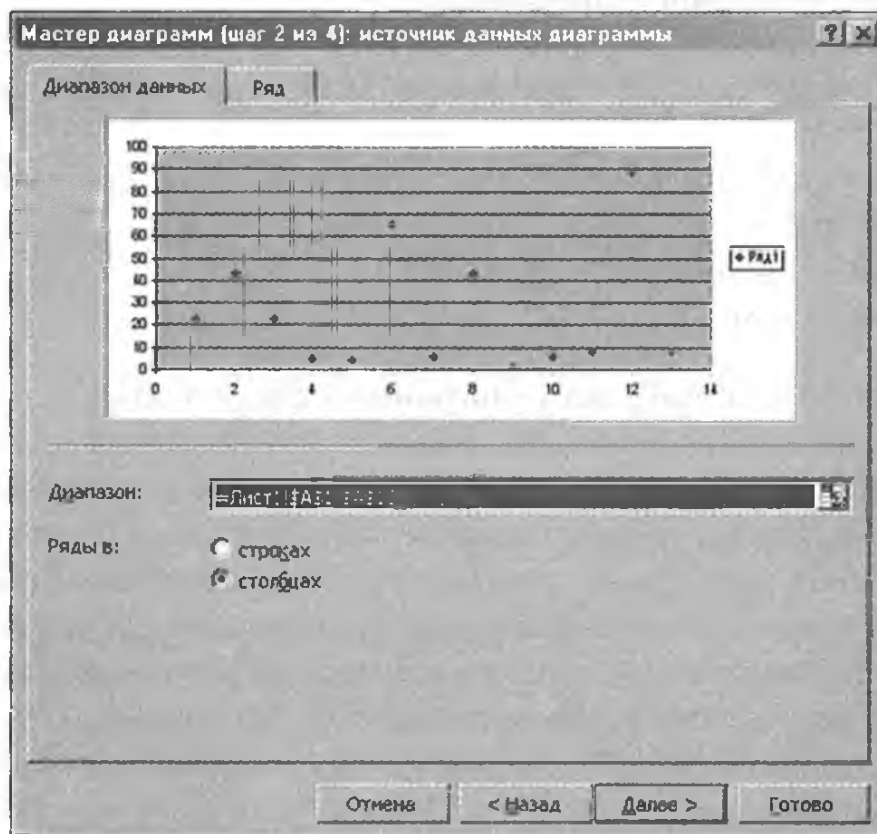 Мастер диаграмм (шаг 2 из 4): источник данных диаграммы
Диапазон данных
Ряд
100
90
80
70
60
50
40
30
20
10
0
0 2 4 6 8 10 12 14
Ряд1
Диапазон:
=Лист1!$A$1
Ряды в:
строках
столбцах
Отмена
< Назад
Далее >
Готово